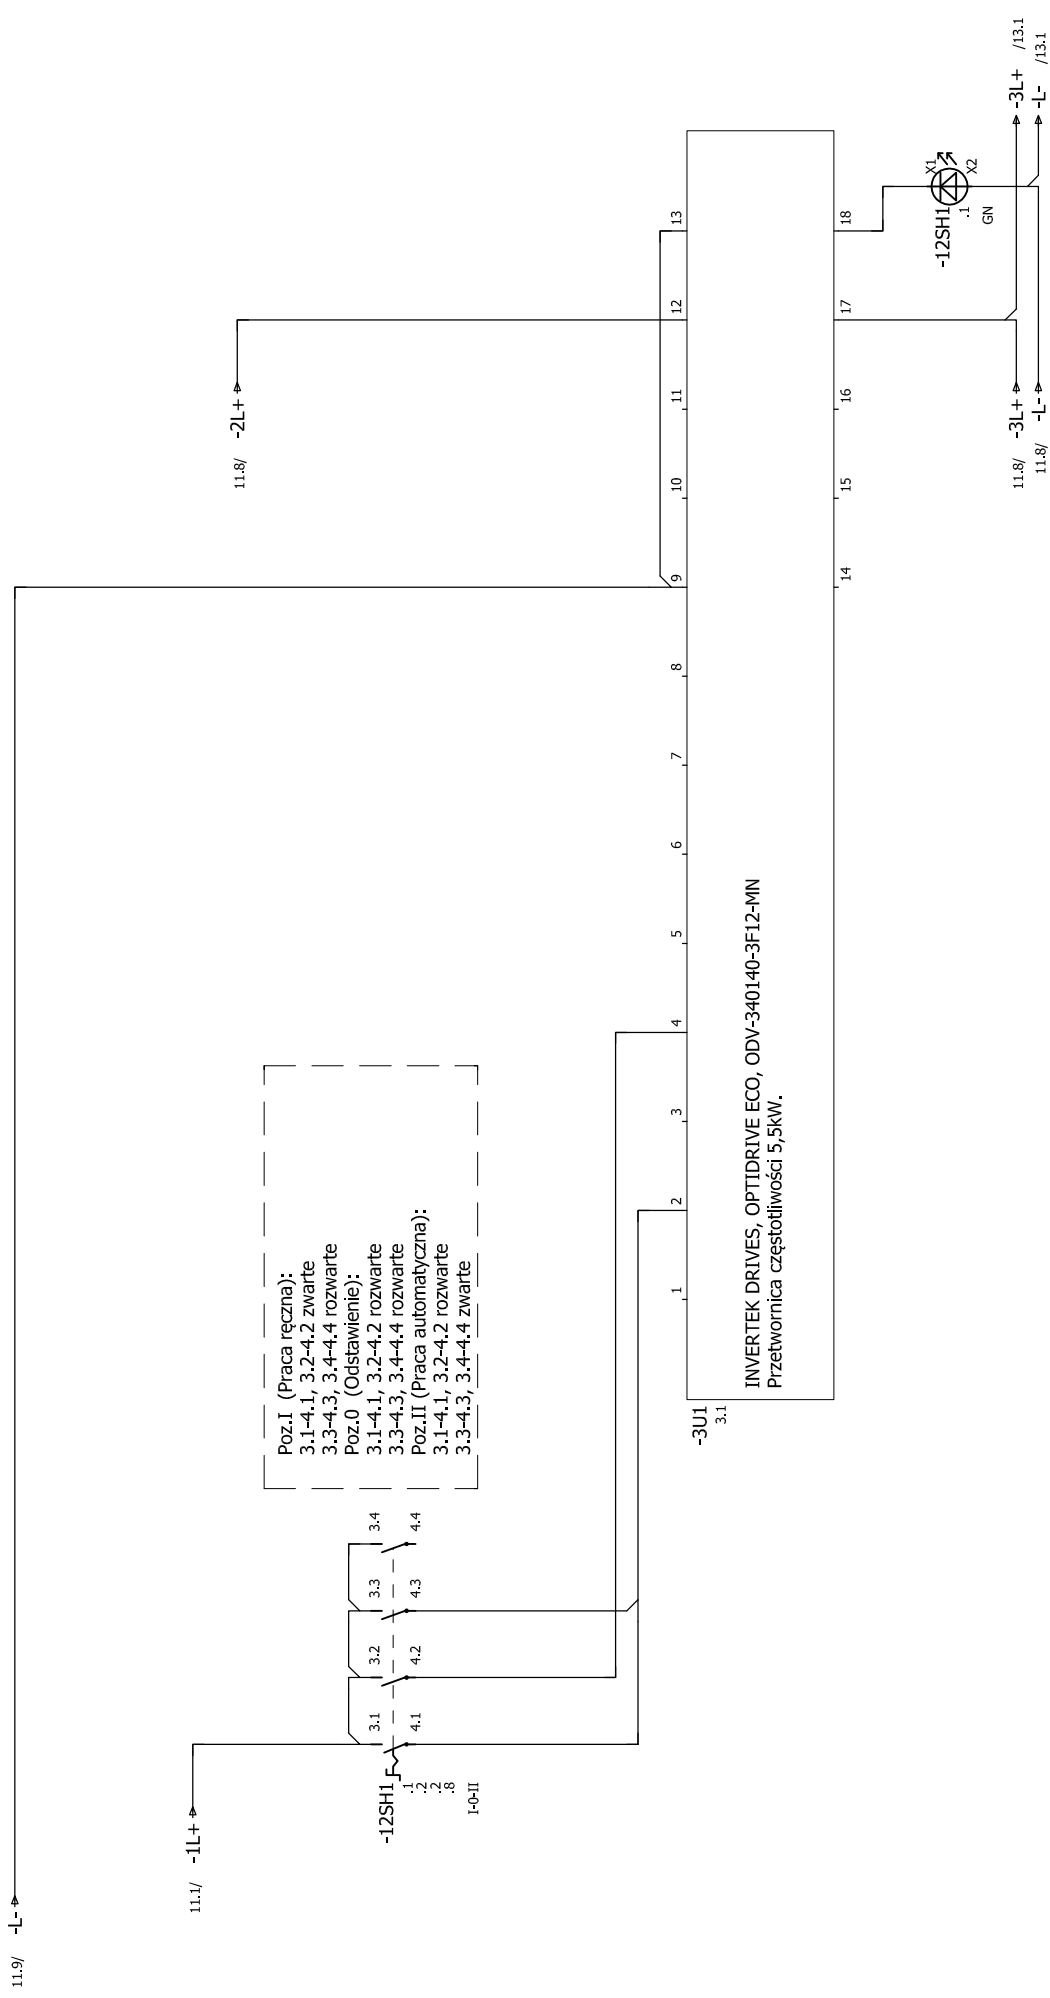 11.9/ -L-
11.1/ -1L+
11.8/ -2L+
-12SH1
.1
.2
.2
.8
I-0-II
3.1
3.2
3.3
3.4
4.1
4.2
4.3
4.4
Poz.I (Praca ręczna):
3.1-4.1, 3.2-4.2 zwarte
3.3-4.3, 3.4-4.4 rozwarte
Poz.0 (Odstawienie):
3.1-4.1, 3.2-4.2 rozwarte
3.3-4.3, 3.4-4.4 rozwarte
Poz.II (Praca automatyczna):
3.1-4.1, 3.2-4.2 rozwarte
3.3-4.3, 3.4-4.4 zwarte
1 2 3 4 5 6 7 8 9 10 11 12 13
-3U1
3.1
INVERTEK DRIVES, OPTIDRIVE ECO, ODV-340140-3F12-MN
Przetwornica częstotliwości 5,5kW.
14 15 16 17 18
-12SH1
.1
X1
X2
GN
11.8/ -3L+
-3L+ /13.1
11.8/ -L-
-L- /13.1